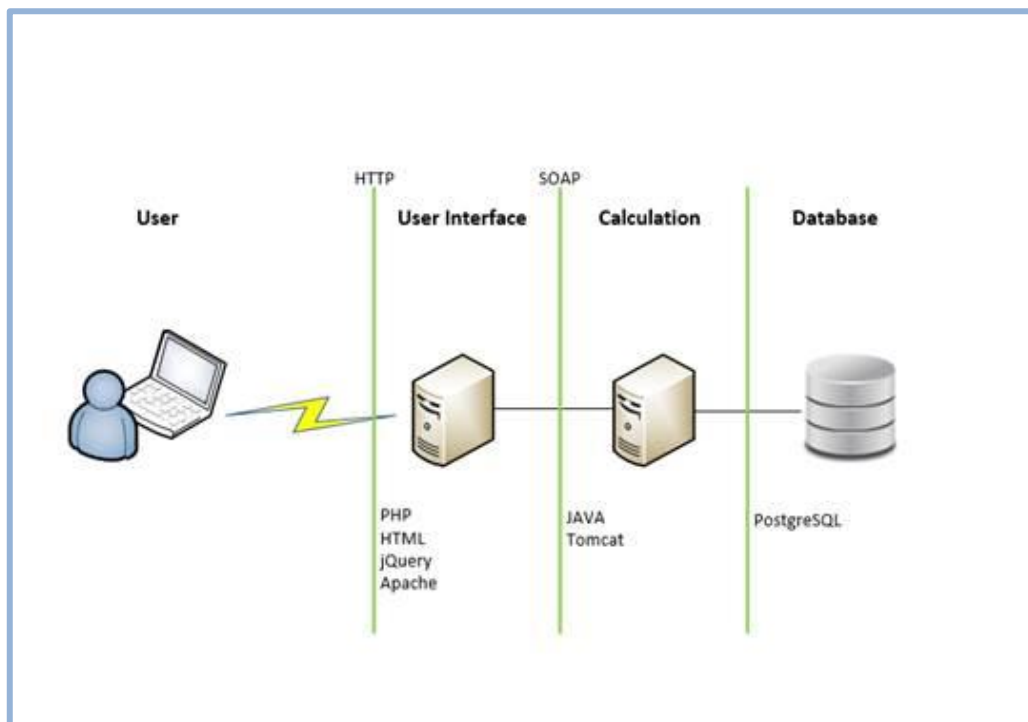 HTTP
SOAP
User
User Interface
Calculation
Database
PHP
HTML
jQuery
Apache
JAVA
Tomcat
PostgreSQL